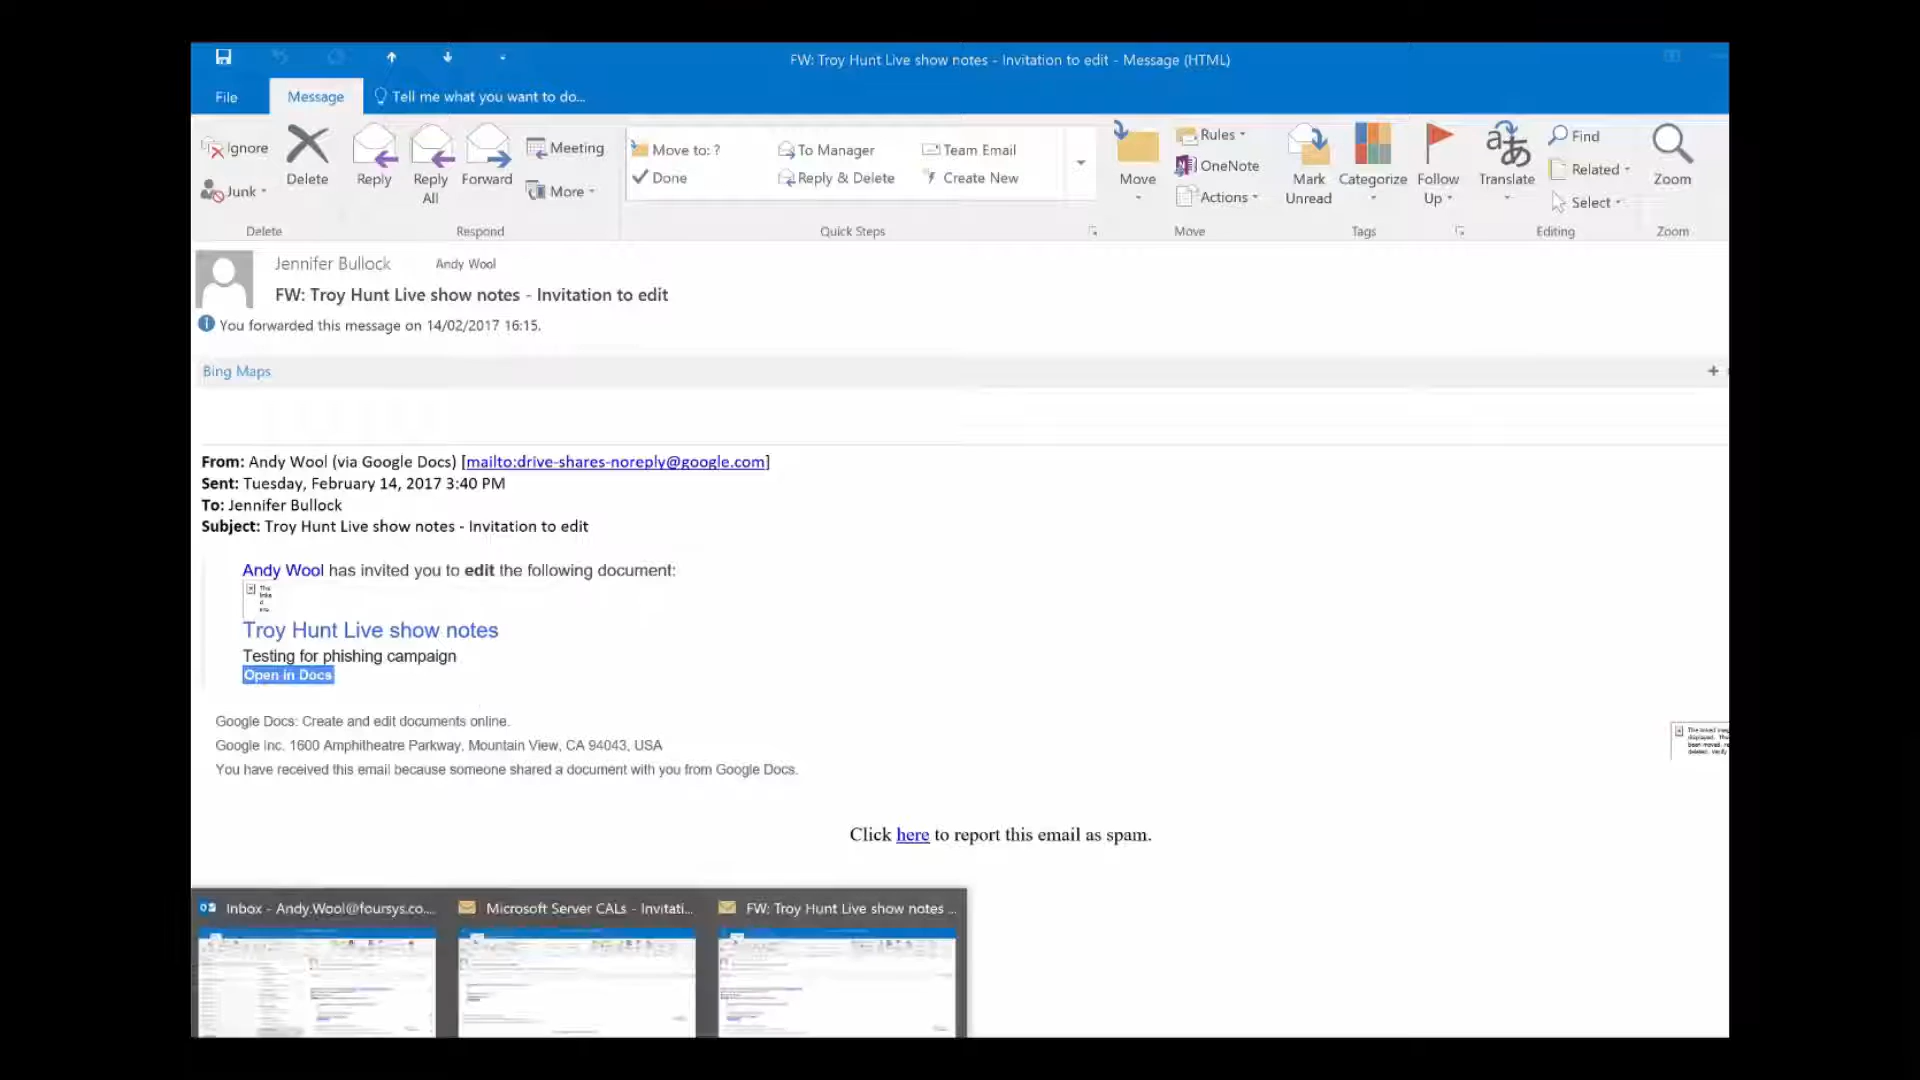 FW: Troy Hunt Live show notes - Invitation to edit - Message (HTML)
File
Message
Tell me what you want to do...
Ignore
Junk
Delete
Reply
Reply All
Forward
Meeting
More
Move to: ?
To Manager
Team Email
Done
Reply & Delete
Create New
Move
Rules
OneNote
Actions
Mark Unread
Categorize
Follow Up
Translate
Find
Related
Select
Zoom
Delete
Respond
Quick Steps
Move
Tags
Editing
Zoom
Jennifer Bullock
Andy Wool
FW: Troy Hunt Live show notes - Invitation to edit
You forwarded this message on 14/02/2017 16:15.
Bing Maps
From: Andy Wool (via Google Docs) [mailto:drive-shares-noreply@google.com]
Sent: Tuesday, February 14, 2017 3:40 PM
To: Jennifer Bullock
Subject: Troy Hunt Live show notes - Invitation to edit
Andy Wool has invited you to edit the following document:
Troy Hunt Live show notes
Testing for phishing campaign
Open in Docs
Google Docs: Create and edit documents online.
Google Inc. 1600 Amphitheatre Parkway, Mountain View, CA 94043, USA
You have received this email because someone shared a document with you from Google Docs.
Click here to report this email as spam.
Inbox - Andy.Wool@foursys.co....
Microsoft Server CALs - Invitati...
FW: Troy Hunt Live show notes ...